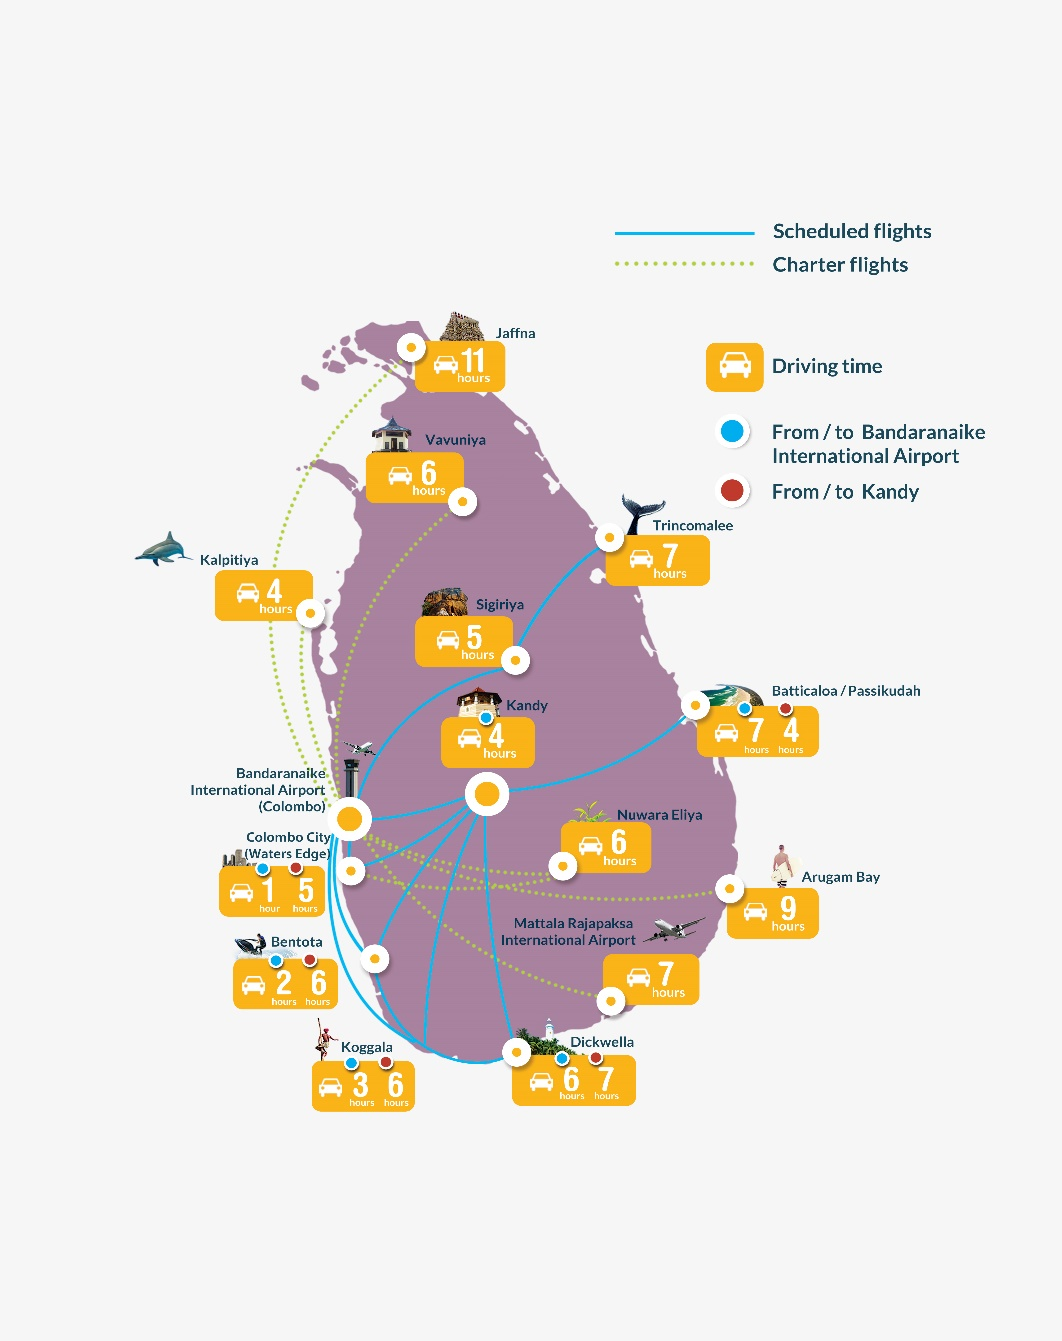 Scheduled flights
Charter flights
Jaffna
11
hours
Driving time
From / to Bandaranaike
International Airport
From / to Kandy
Vavuniya
6
hours
Trincomalee
7
hours
Kalpitiya
4
hours
Sigiriya
5
hours
Batticaloa / Passikudah
7 4
hours hours
Kandy
4
hours
Bandaranaike
International Airport
(Colombo)
Nuwara Eliya
6
hours
Colombo City
(Waters Edge)
1 5
hour hours
Arugam Bay
9
hours
Mattala Rajapaksa
International Airport
7
hours
Bentota
2 6
hours hours
Koggala
3 6
hours hours
Dickwella
6 7
hours hours